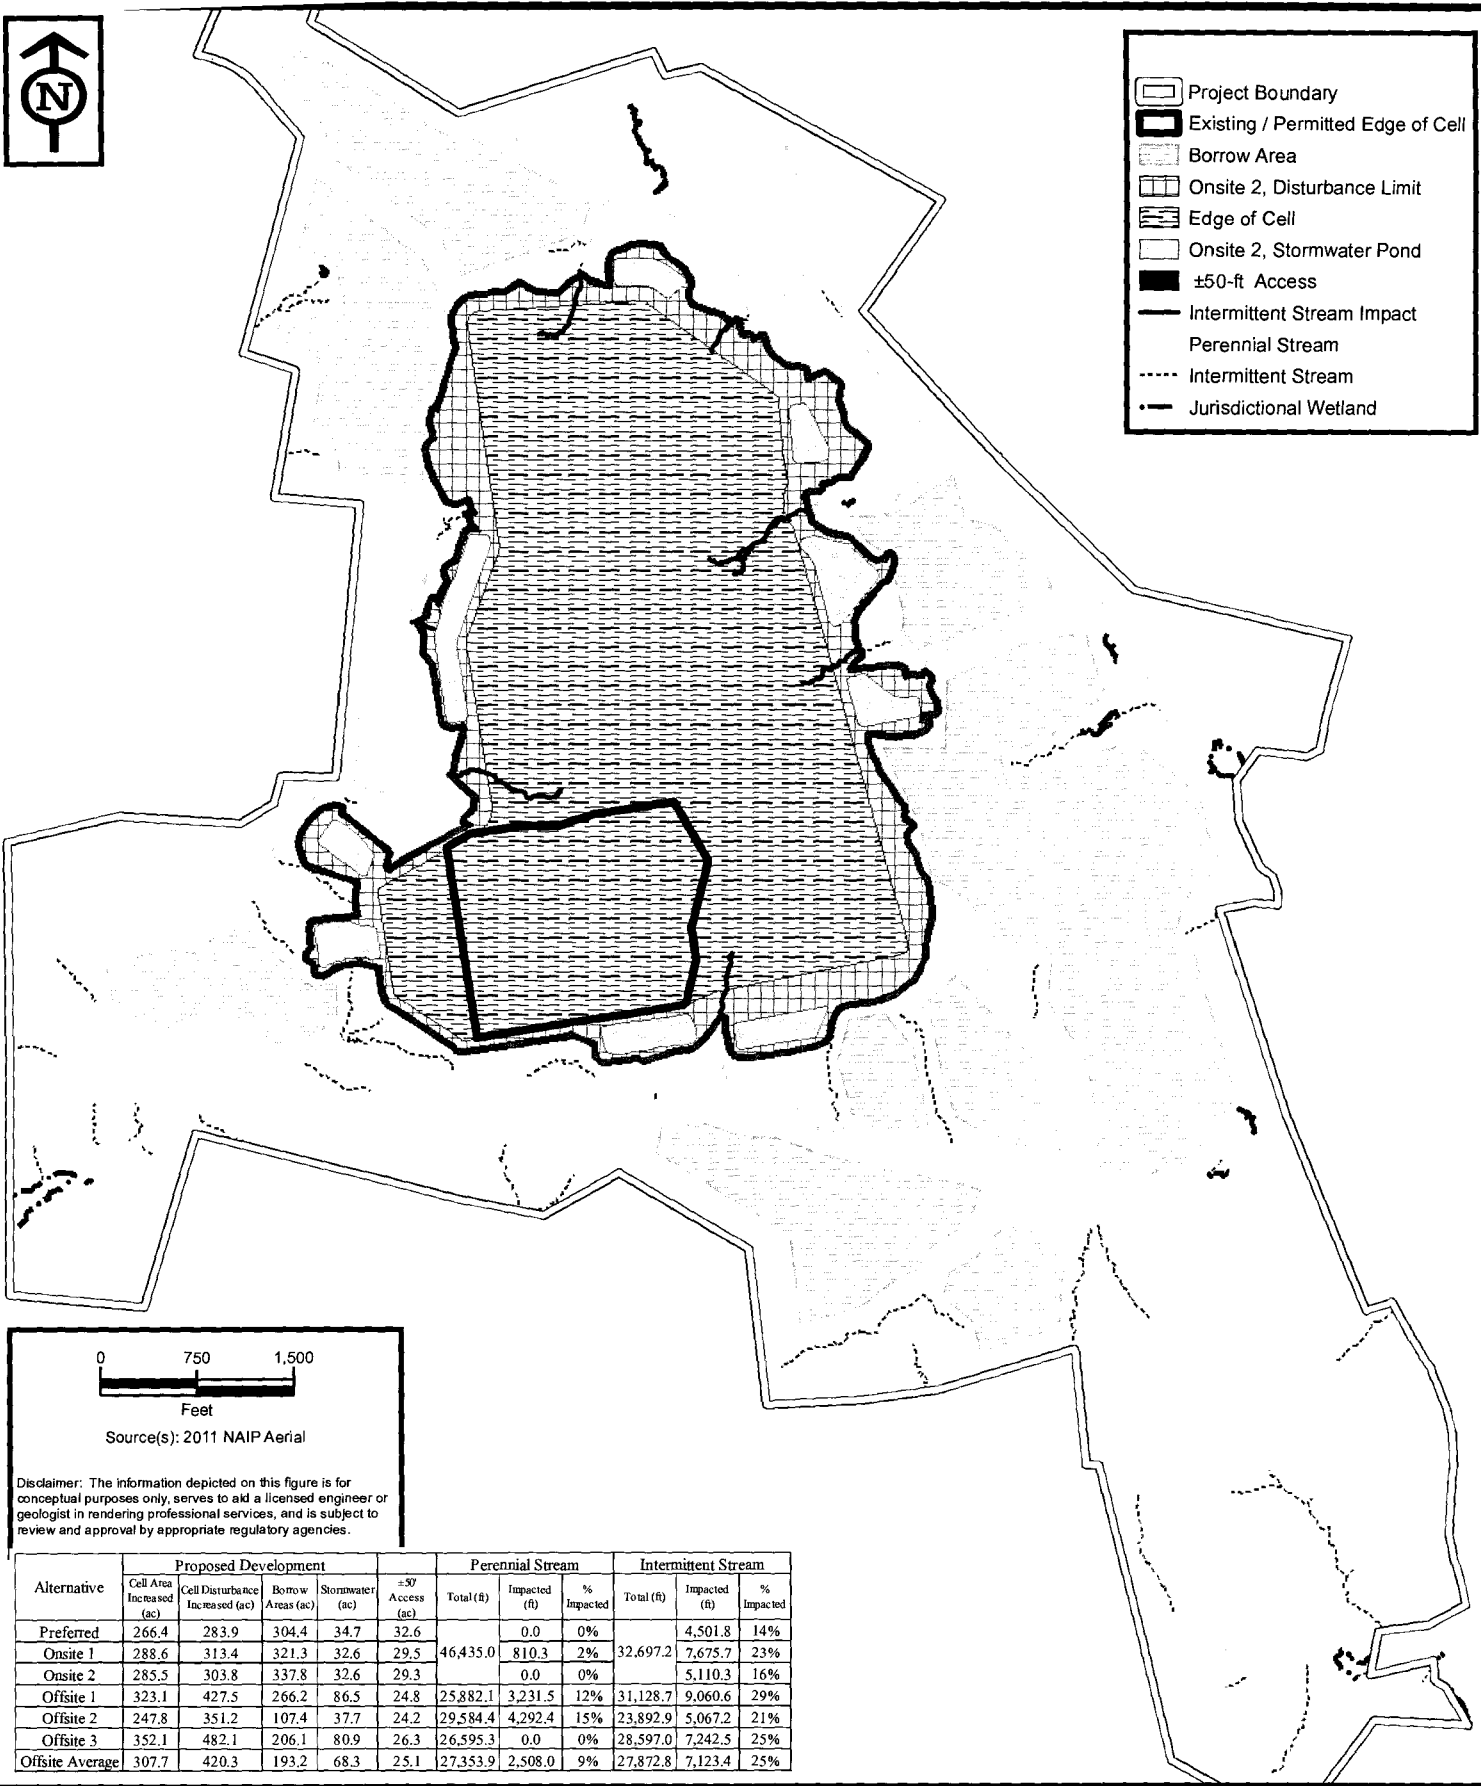 N
Project Boundary
Existing / Permitted Edge of Cell
Borrow Area
Onsite 2, Disturbance Limit
Edge of Cell
Onsite 2, Stormwater Pond
±50-ft Access
Intermittent Stream Impact
Perennial Stream
Intermittent Stream
Jurisdictional Wetland
0 750 1,500
Feet
Source(s): 2011 NAIP Aerial
Disclaimer: The information depicted on this figure is for
conceptual purposes only, serves to aid a licensed engineer or
geologist in rendering professional services, and is subject to
review and approval by appropriate regulatory agencies.
Alternative Proposed Development ±50' Access (ac) Perennial Stream Intermittent Stream
Cell Area Increased (ac) Cell Disturbance Increased (ac) Borrow Areas (ac) Stormwater (ac) Total (ft) Impacted (ft) % Impacted Total (ft) Impacted (ft) % Impacted
Preferred 266.4 283.9 304.4 34.7 32.6 0.0 0% 4,501.8 14%
Onsite 1 288.6 313.4 321.3 32.6 29.5 46,435.0 810.3 2% 32,697.2 7,675.7 23%
Onsite 2 285.5 303.8 337.8 32.6 29.3 0.0 0% 5,110.3 16%
Offsite 1 323.1 427.5 266.2 86.5 24.8 25,882.1 3,231.5 12% 31,128.7 9,060.6 29%
Offsite 2 247.8 351.2 107.4 37.7 24.2 29,584.4 4,292.4 15% 23,892.9 5,067.2 21%
Offsite 3 352.1 482.1 206.1 80.9 26.3 26,595.3 0.0 0% 28,597.0 7,242.5 25%
Offsite Average 307.7 420.3 193.2 68.3 25.1 27,353.9 2,508.0 9% 27,872.8 7,123.4 25%